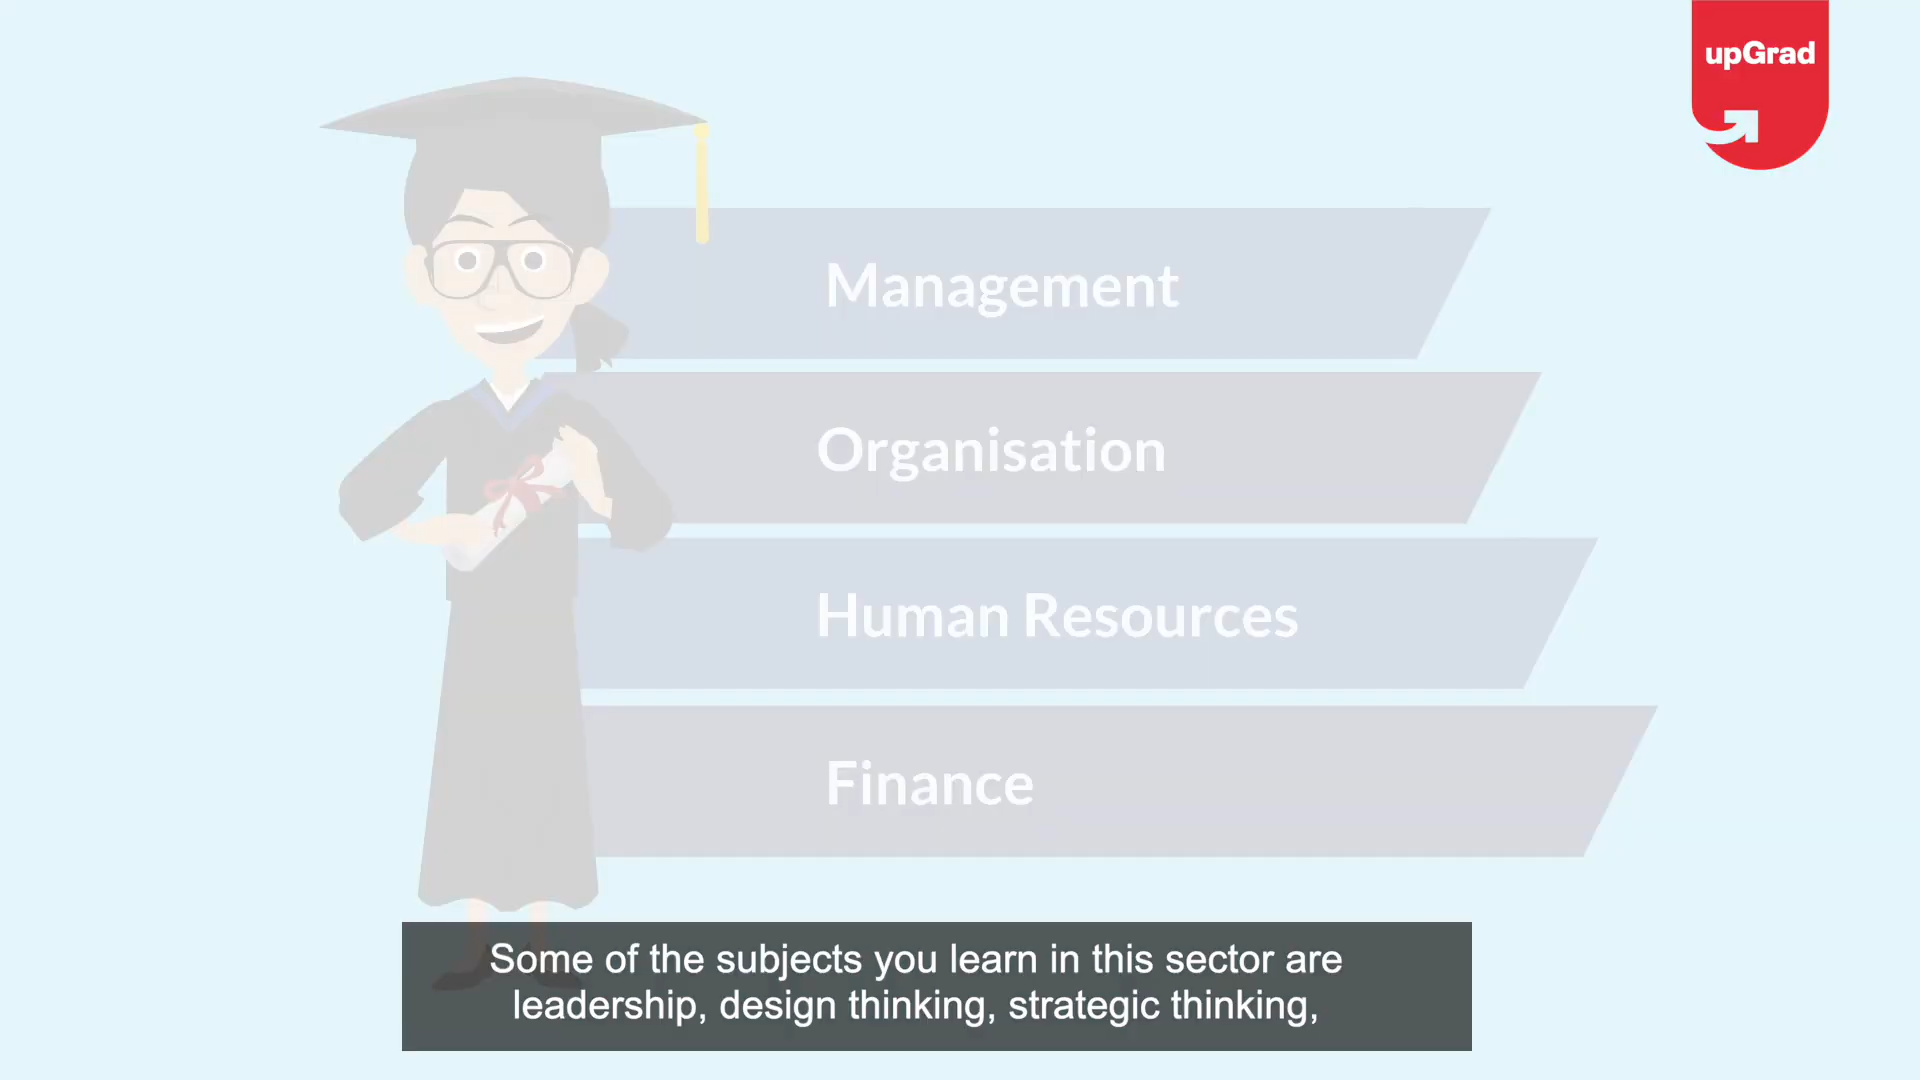 upGrad
Management
Organisation
Human Resources
Finance
Some of the subjects you learn in this sector are
leadership, design thinking, strategic thinking,